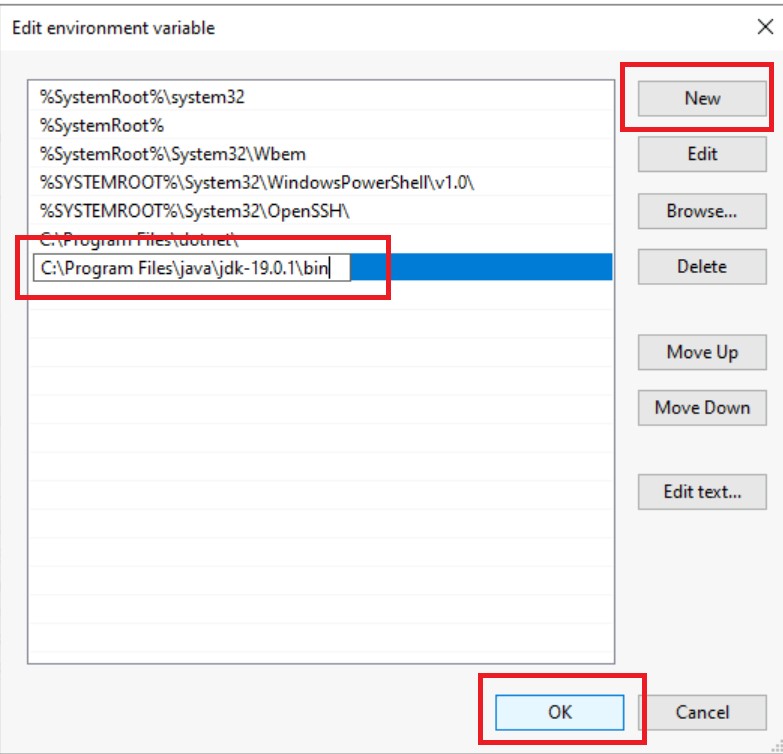 Edit environment variable
%SystemRoot%\system32
%SystemRoot%
%SystemRoot%\System32\Wbem
%SYSTEMROOT%\System32\WindowsPowerShell\v1.0\
%SYSTEMROOT%\System32\OpenSSH\
C:\Program Files\dotnet\
C:\Program Files\java\jdk-19.0.1\bin
New
Edit
Browse...
Delete
Move Up
Move Down
Edit text...
OK
Cancel